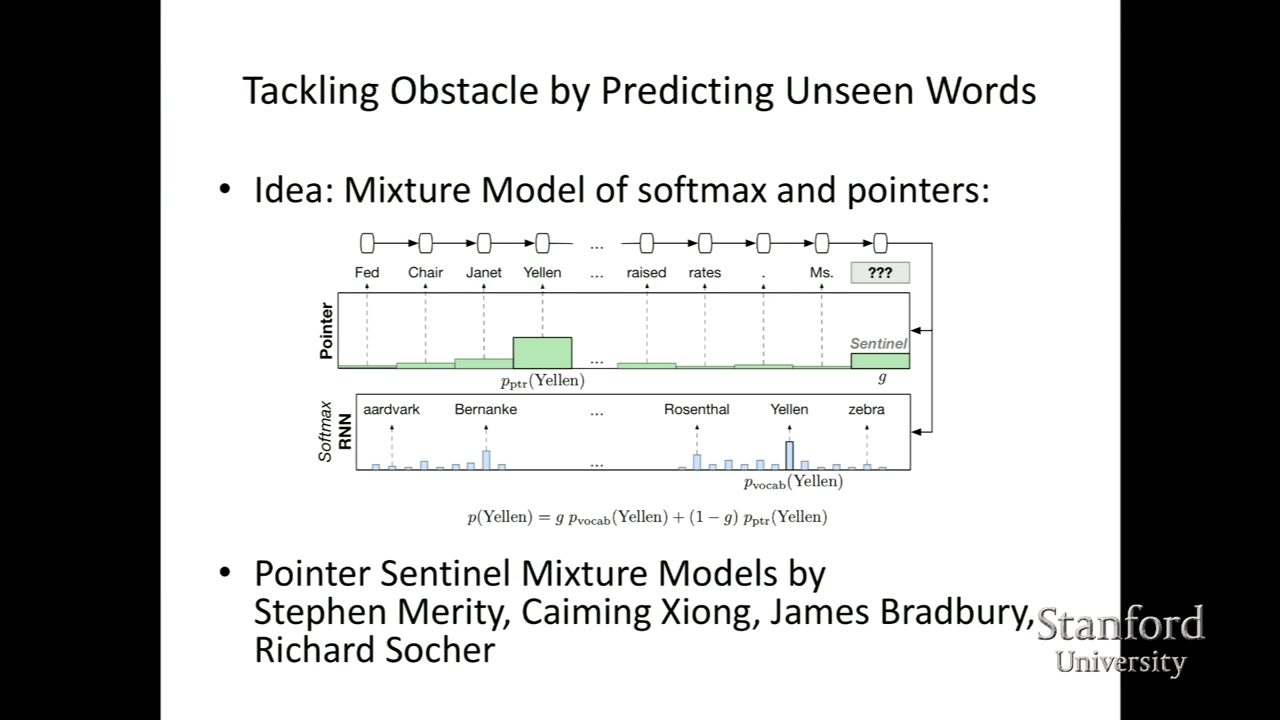 Tackling Obstacle by Predicting Unseen Words
• Idea: Mixture Model of softmax and pointers:
Fed Chair Janet Yellen ... raised rates . Ms. ???
Pointer
Sentinel
...
p_ptr(Yellen) g
Softmax
RNN
aardvark Bernanke ... Rosenthal Yellen zebra
...
p_vocab(Yellen)
p(Yellen) = g p_vocab(Yellen) + (1 − g) p_ptr(Yellen)
• Pointer Sentinel Mixture Models by
Stephen Merity, Caiming Xiong, James Bradbury,
Richard Socher
Stanford
University